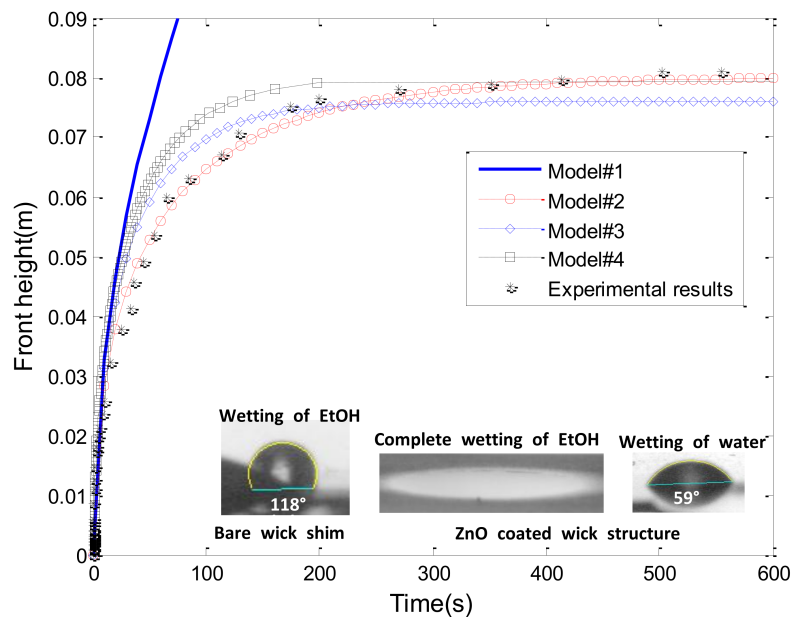 0.09
0.08
0.07
0.06
0.05
0.04
0.03
0.02
0.01
0
Front height(m)
Model#1
Model#2
Model#3
Model#4
Experimental results
Wetting of EtOH
Complete wetting of EtOH
Wetting of water
118°
59°
Bare wick shim
ZnO coated wick structure
0 100 200 300 400 500 600
Time(s)